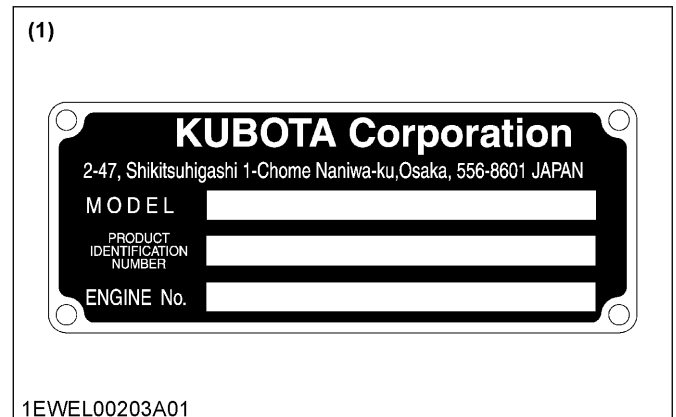 (1)
KUBOTA Corporation
2-47, Shikitsuhigashi 1-Chome Naniwa-ku,Osaka, 556-8601 JAPAN
MODEL
PRODUCT
IDENTIFICATION
NUMBER
ENGINE No.
1EWEL00203A01